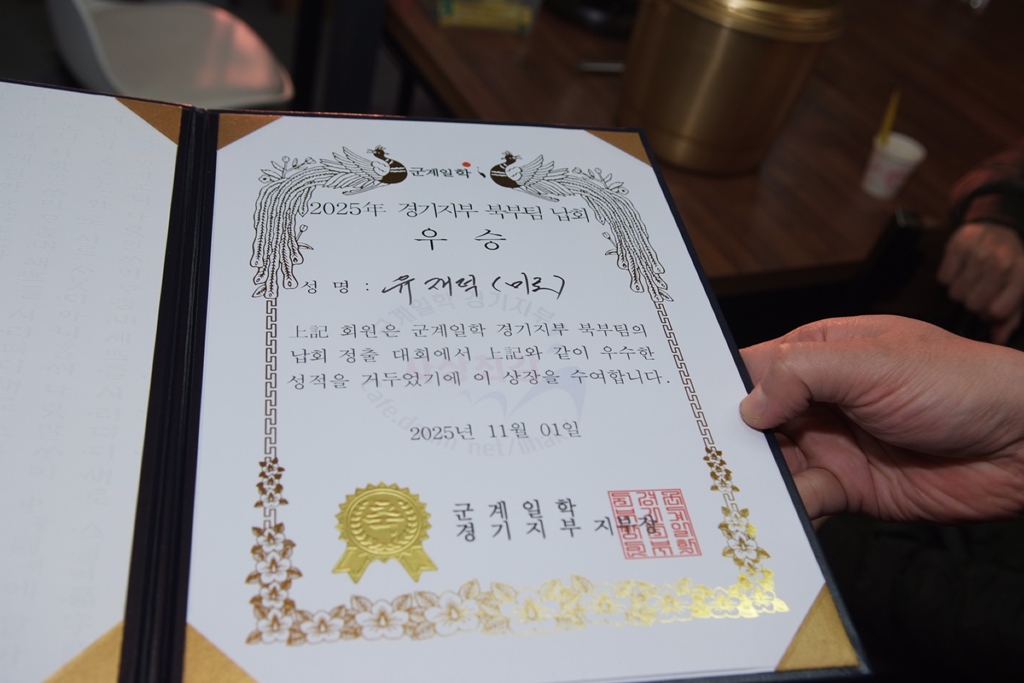 군계일학
2025年 경기지부 북부팀 납회
우 승
성 명 : 유재덕 (미로)
上記 회원은 군계일학 경기지부 북부팀의
납회 정출 대회에서 上記와 같이 우수한
성적을 거두었기에 이 상장을 수여합니다.
2025년 11월 01일
군 계 일 학
경 기 지 부 지부장